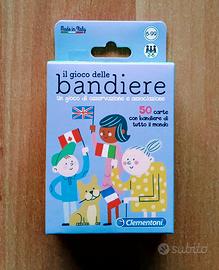 Made in Italy
6-99
2-6
il gioco delle
bandiere
un gioco di osservazione e associazione
50 carte
con bandiere di
tutto il mondo
Clementoni
subito